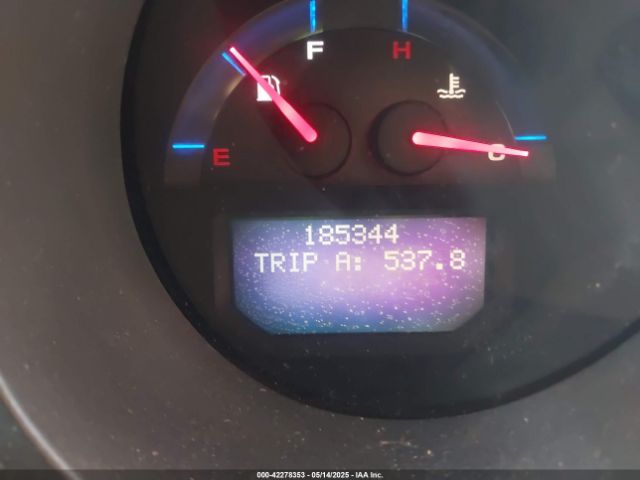 F H
E C
185344
TRIP A: 537.8
000-42278353 — 05/14/2025 — IAA Inc.